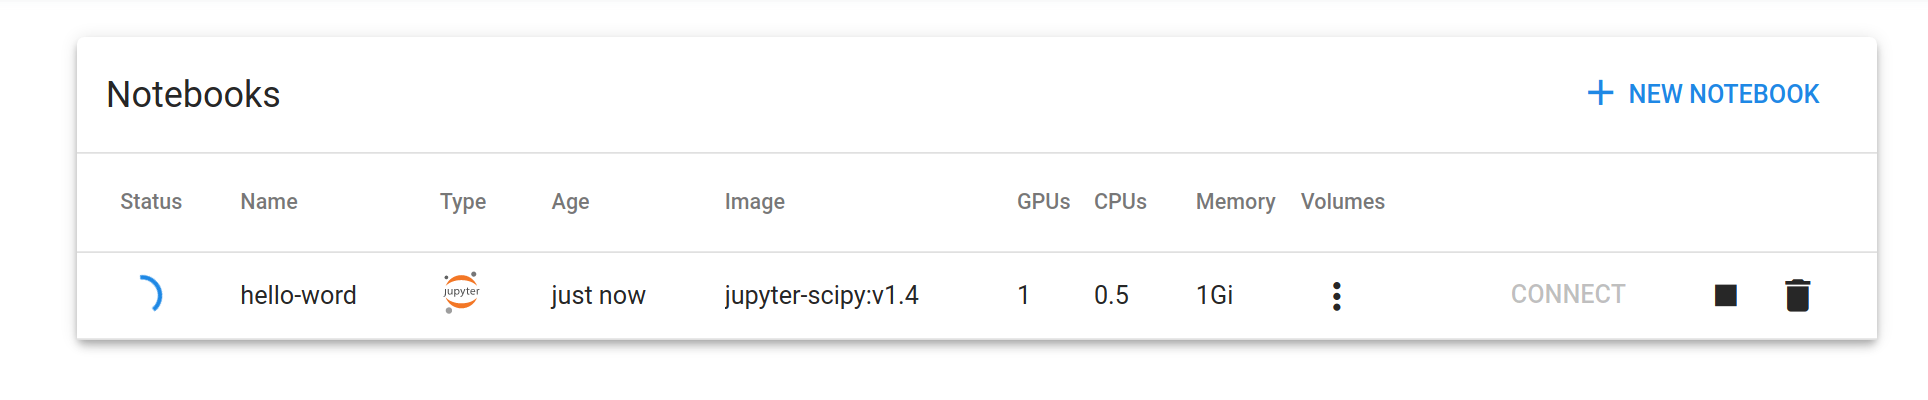 Notebooks
NEW NOTEBOOK
Status Name Type Age Image GPUs CPUs Memory Volumes
hello-word jupyter just now jupyter-scipy:v1.4 1 0.5 1Gi CONNECT